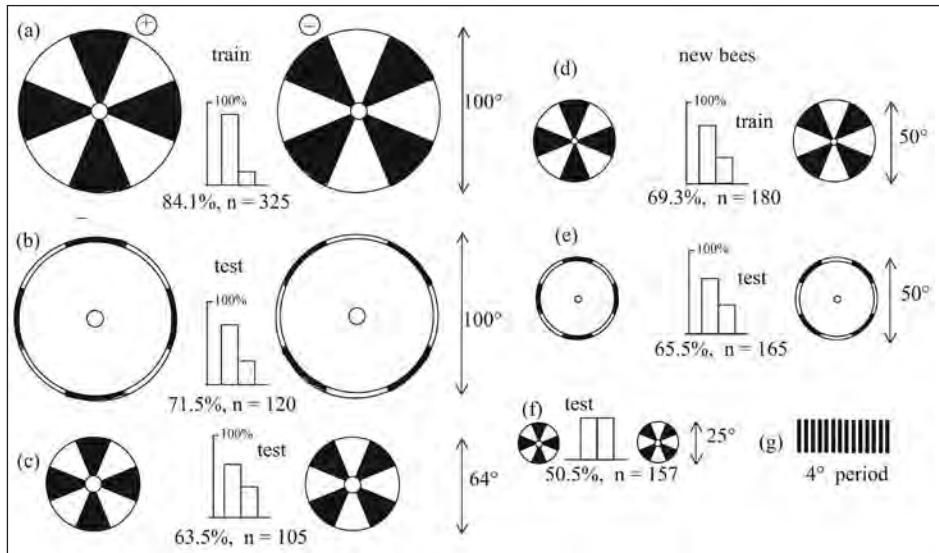 (a)
+
train
−
100%
84.1%, n = 325
100°
(b)
test
100%
71.5%, n = 120
100°
(c)
100%
test
63.5%, n = 105
64°
new bees
(d)
100%
train
69.3%, n = 180
50°
(e)
100%
test
65.5%, n = 165
50°
(f)
test
50.5%, n = 157
25°
(g)
4° period